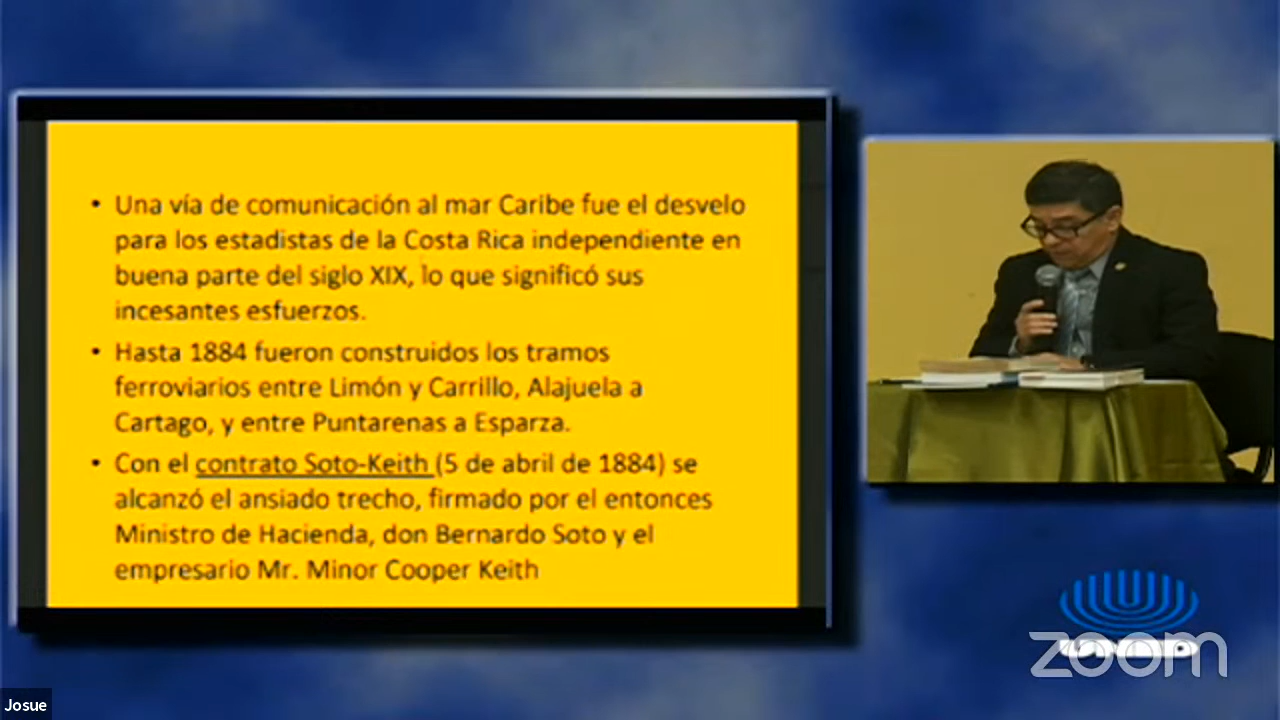 • Una vía de comunicación al mar Caribe fue el desvelo
para los estadistas de la Costa Rica independiente en
buena parte del siglo XIX, lo que significó sus
incesantes esfuerzos.
• Hasta 1884 fueron construidos los tramos
ferroviarios entre Limón y Carrillo, Alajuela a
Cartago, y entre Puntarenas a Esparza.
• Con el contrato Soto-Keith (5 de abril de 1884) se
alcanzó el ansiado trecho, firmado por el entonces
Ministro de Hacienda, don Bernardo Soto y el
empresario Mr. Minor Cooper Keith
zoom
Josue